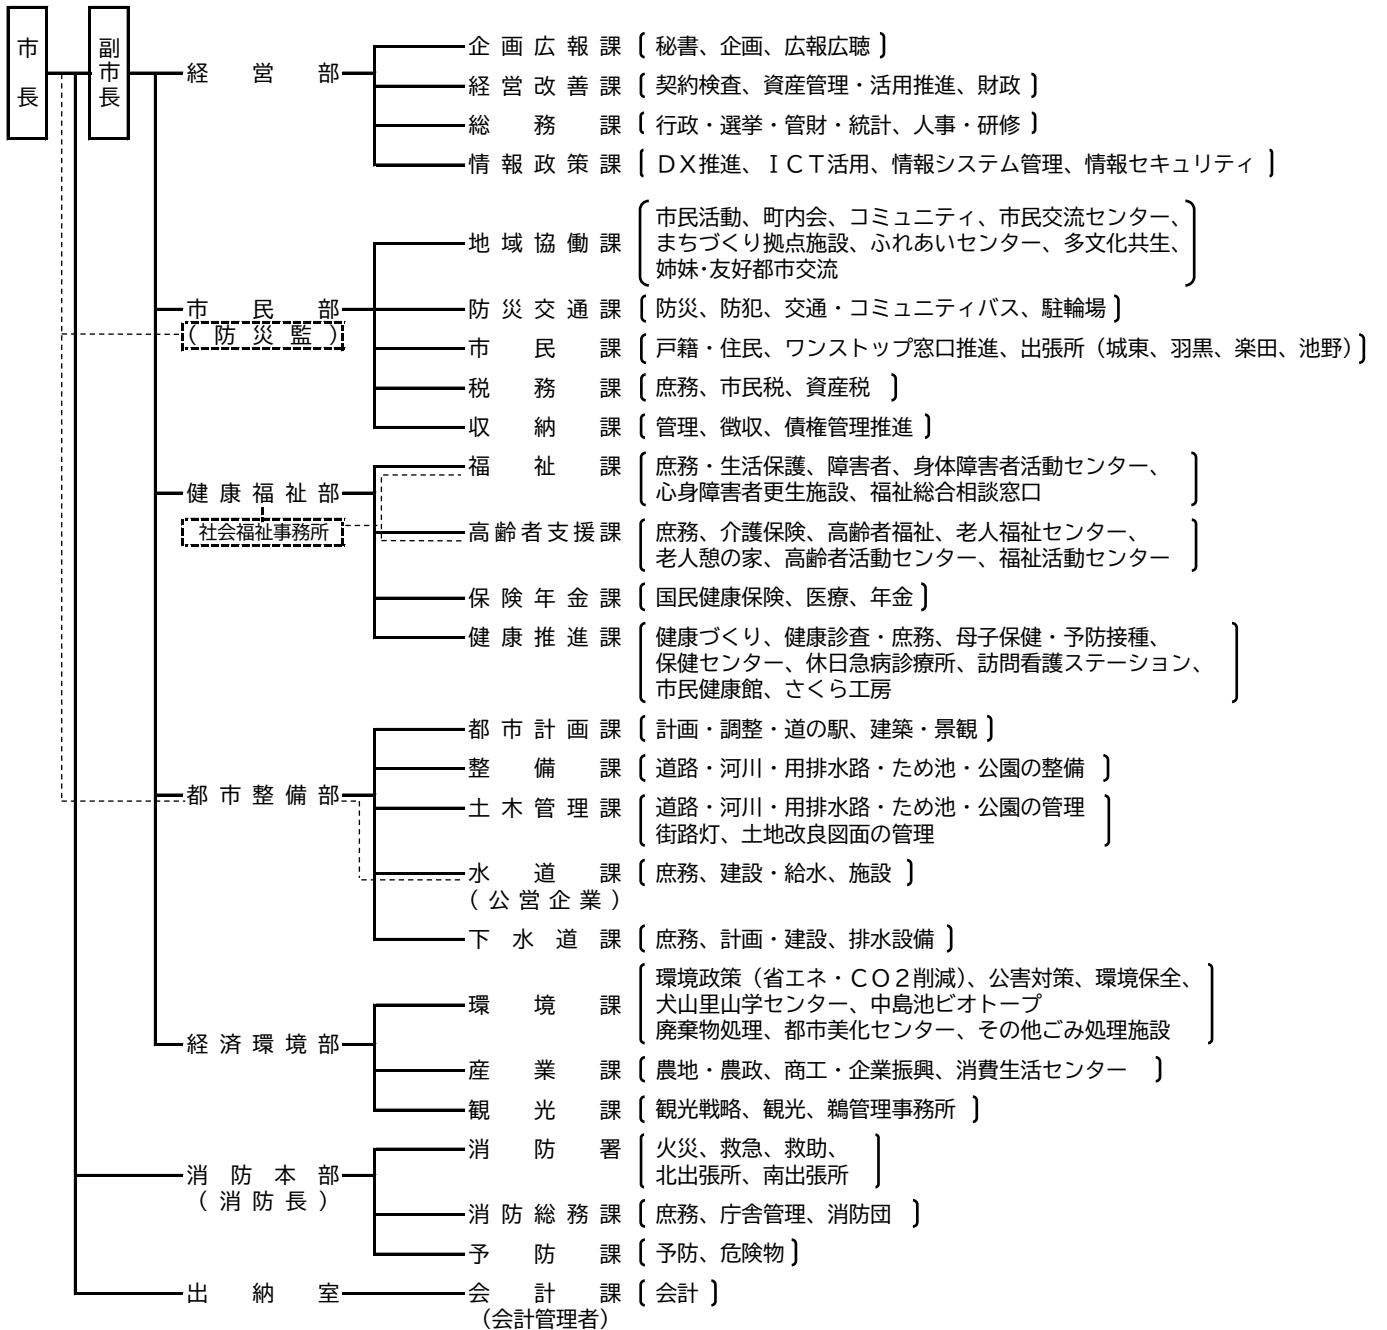 市長
副市長
経営部
企画広報課 〔 秘書、企画、広報広聴 〕
経営改善課 〔 契約検査、資産管理・活用推進、財政 〕
総務課 〔 行政・選挙・管財・統計、人事・研修 〕
情報政策課 〔 ＤＸ推進、ＩＣＴ活用、情報システム管理、情報セキュリティ 〕
市民部
（防災監）
地域協働課 市民活動、町内会、コミュニティ、市民交流センター、
まちづくり拠点施設、ふれあいセンター、多文化共生、
姉妹・友好都市交流
防災交通課 〔 防災、防犯、交通・コミュニティバス、駐輪場 〕
市民課 〔 戸籍・住民、ワンストップ窓口推進、出張所（城東、羽黒、楽田、池野）〕
税務課 〔 庶務、市民税、資産税 〕
収納課 〔 管理、徴収、債権管理推進 〕
健康福祉部
社会福祉事務所
福祉課 庶務・生活保護、障害者、身体障害者活動センター、
心身障害者更生施設、福祉総合相談窓口
高齢者支援課 庶務、介護保険、高齢者福祉、老人福祉センター、
老人憩の家、高齢者活動センター、福祉活動センター
保険年金課 〔 国民健康保険、医療、年金 〕
健康推進課 健康づくり、健康診査・庶務、母子保健・予防接種、
保健センター、休日急病診療所、訪問看護ステーション、
市民健康館、さくら工房
都市整備部
都市計画課 〔 計画・調整・道の駅、建築・景観 〕
整備課 〔 道路・河川・用排水路・ため池・公園の整備 〕
土木管理課 道路・河川・用排水路・ため池・公園の管理
街路灯、土地改良図面の管理
水道課 〔 庶務、建設・給水、施設 〕
（公営企業）
下水道課 〔 庶務、計画・建設、排水設備 〕
経済環境部
環境課 環境政策（省エネ・ＣＯ２削減）、公害対策、環境保全、
犬山里山学センター、中島池ビオトープ
廃棄物処理、都市美化センター、その他ごみ処理施設
産業課 〔 農地・農政、商工・企業振興、消費生活センター 〕
観光課 〔 観光戦略、観光、鵜管理事務所 〕
消防本部
（消防長）
消防署 火災、救急、救助、
北出張所、南出張所
消防総務課 〔 庶務、庁舎管理、消防団 〕
予防課 〔 予防、危険物 〕
出納室
会計課 〔 会計 〕
（会計管理者）